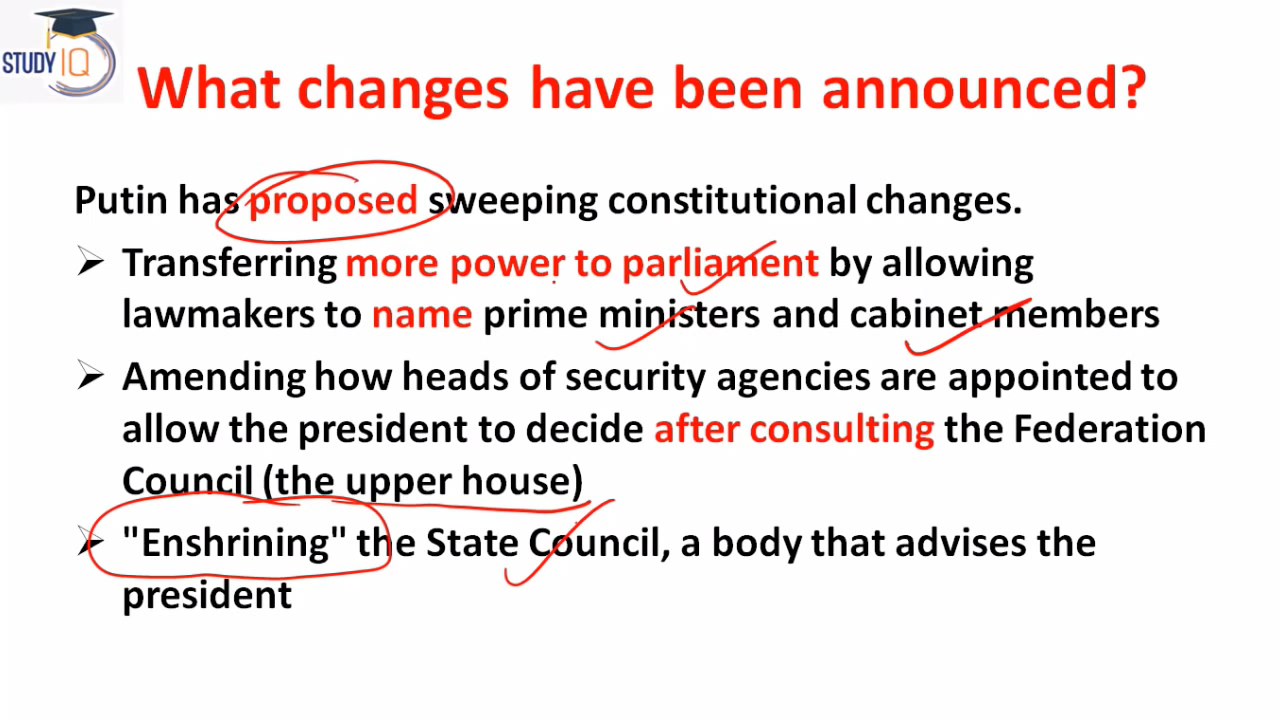 STUDY IQ
What changes have been announced?
Putin has proposed sweeping constitutional changes.
➢ Transferring more power to parliament by allowing
lawmakers to name prime ministers and cabinet members
➢ Amending how heads of security agencies are appointed to
allow the president to decide after consulting the Federation
Council (the upper house)
➢ "Enshrining" the State Council, a body that advises the
president